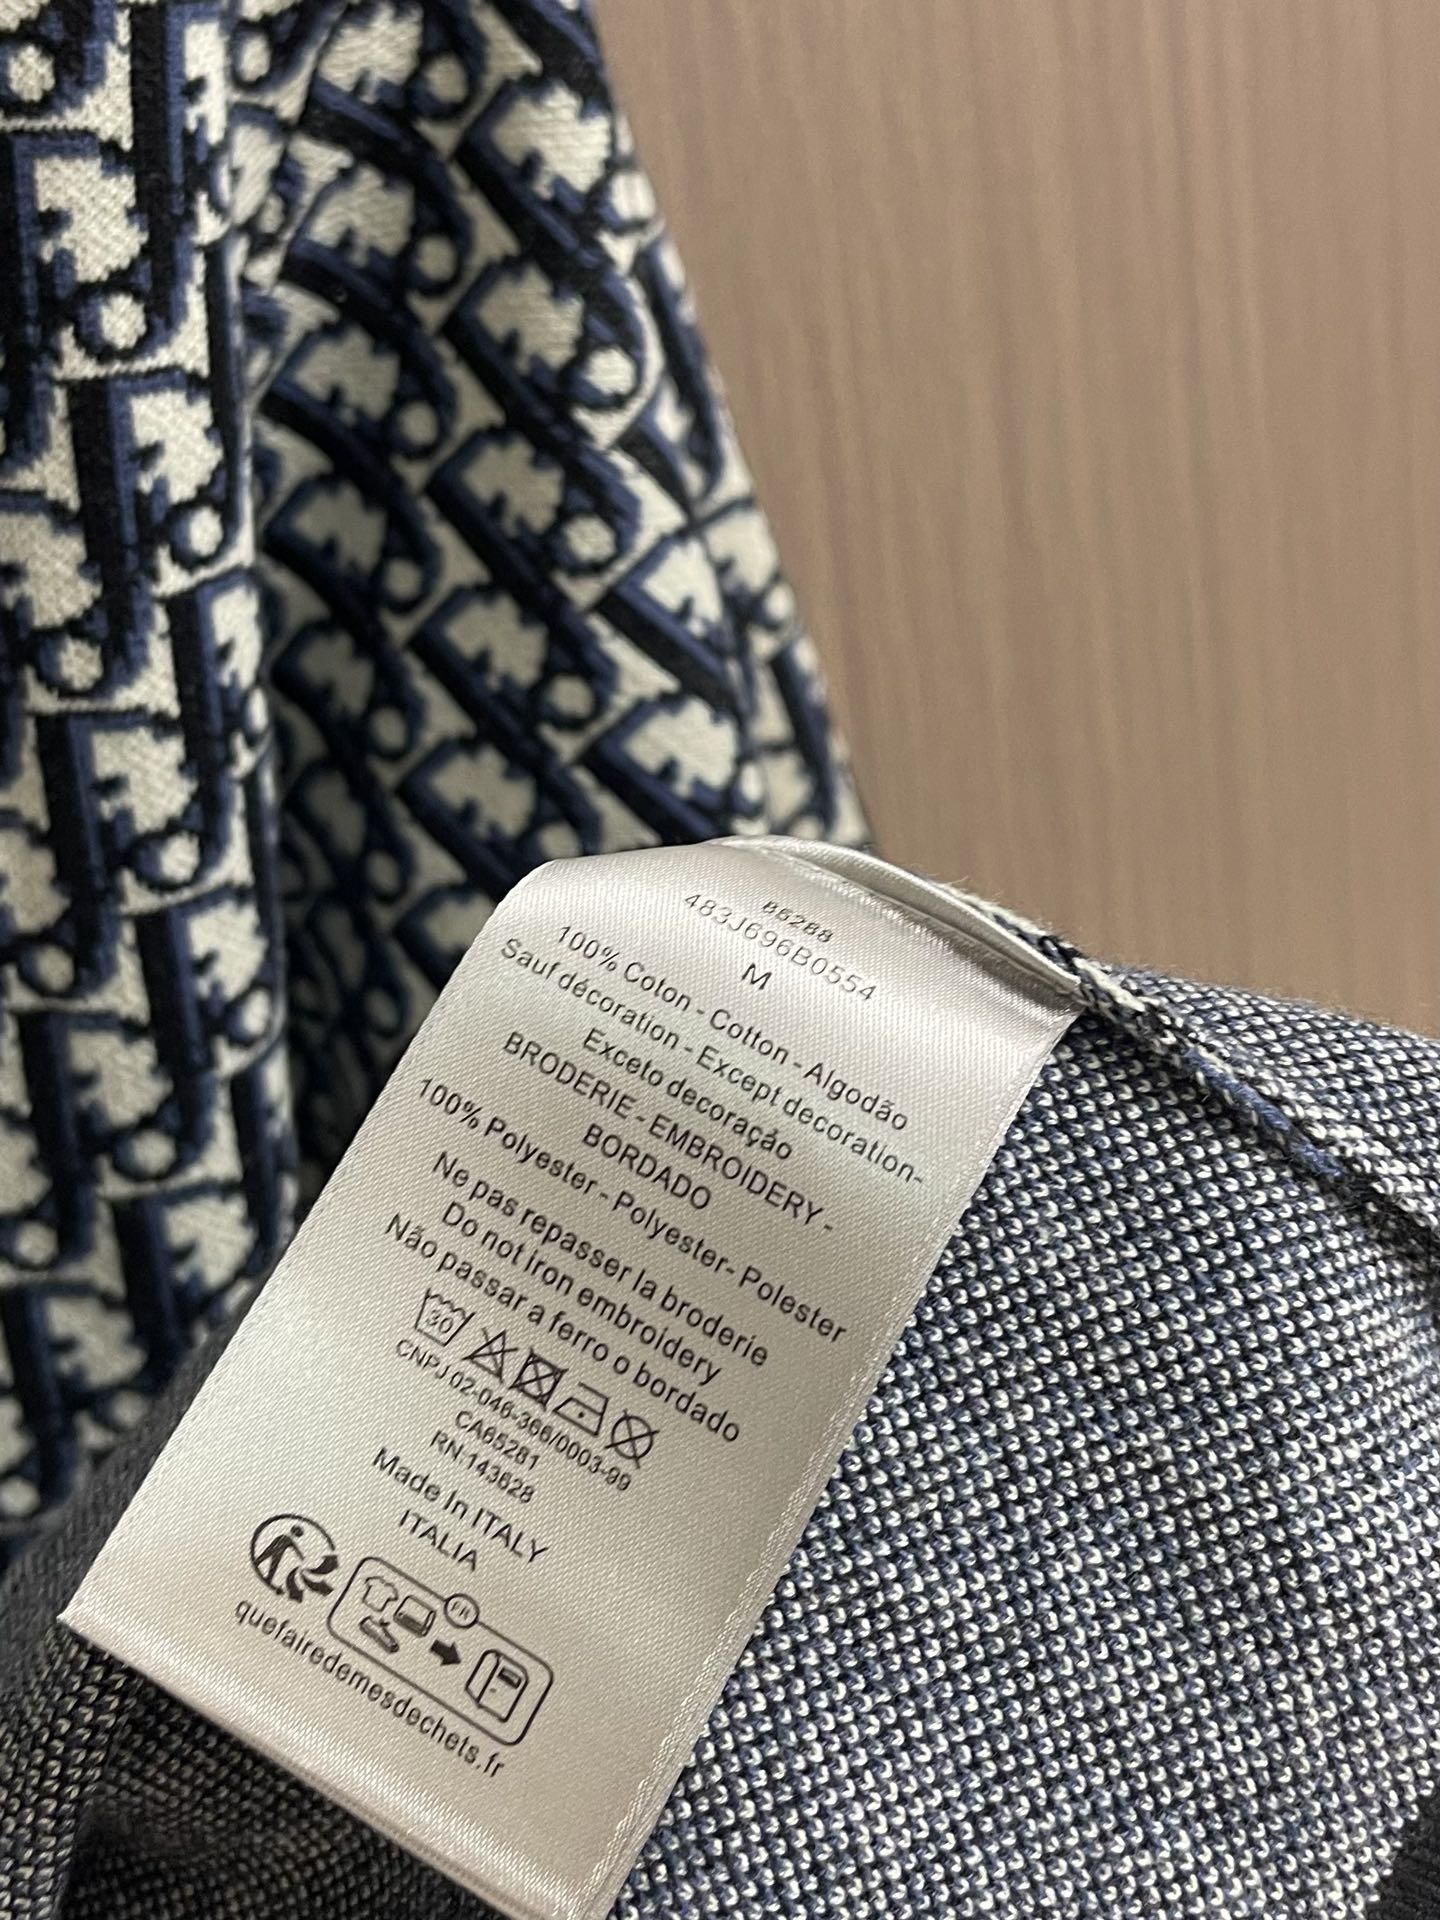 B5288
483J696B0554
M
100% Coton - Cotton - Algodão
Sauf décoration - Except decoration-
Exceto decoração
BRODERIE - EMBROIDERY -
BORDADO
100% Polyester - Polyester- Polester
Ne pas repasser la broderie
Do not iron embroidery
Não passar a ferro o bordado
30
CNPJ 02-046-366/0003-99
CA65281
RN:143628
Made In ITALY
ITALIA
FR
quefairedemesdechets.fr